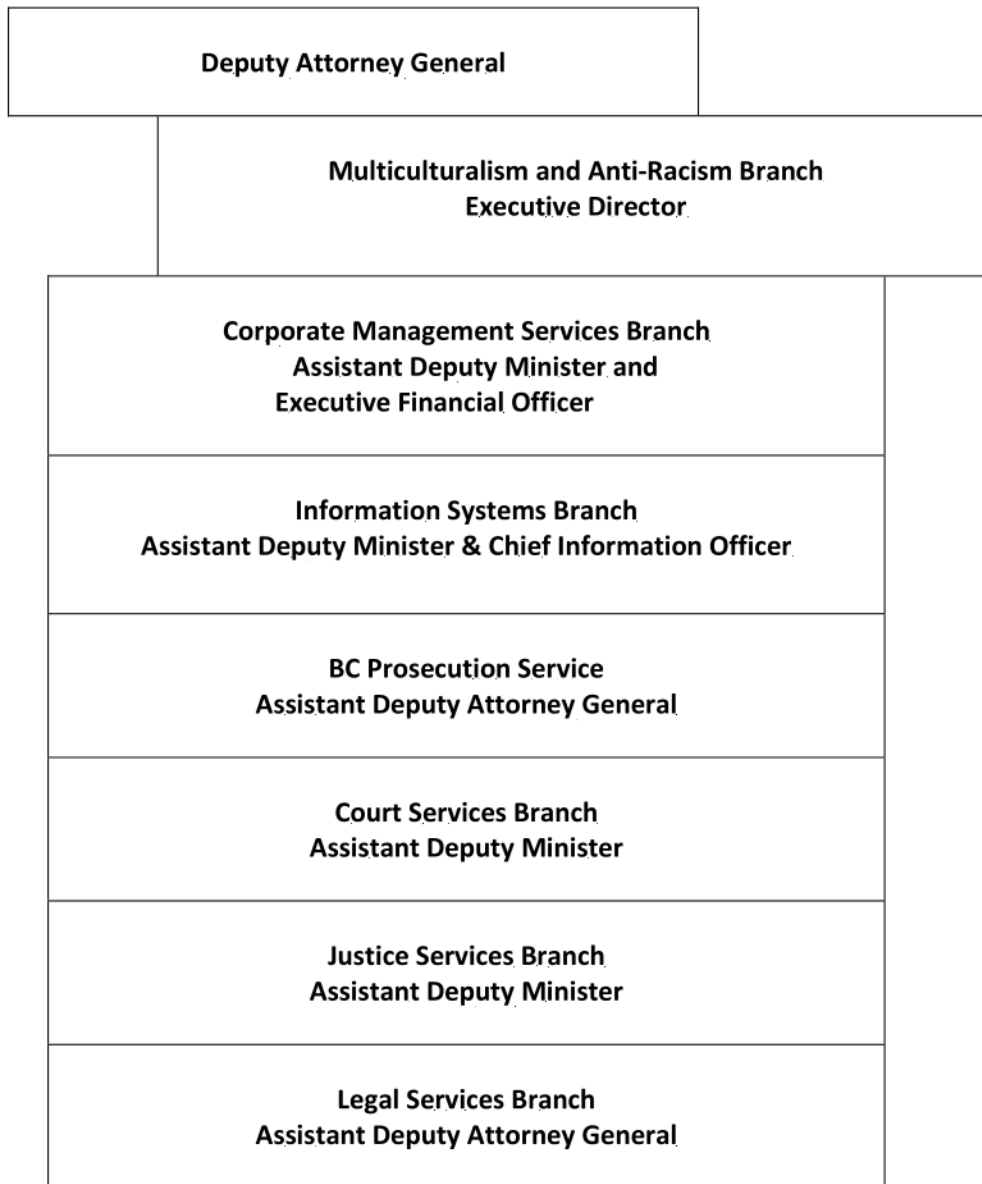 Deputy Attorney General
Multiculturalism and Anti-Racism Branch
Executive Director
Corporate Management Services Branch
Assistant Deputy Minister and
Executive Financial Officer
Information Systems Branch
Assistant Deputy Minister & Chief Information Officer
BC Prosecution Service
Assistant Deputy Attorney General
Court Services Branch
Assistant Deputy Minister
Justice Services Branch
Assistant Deputy Minister
Legal Services Branch
Assistant Deputy Attorney General